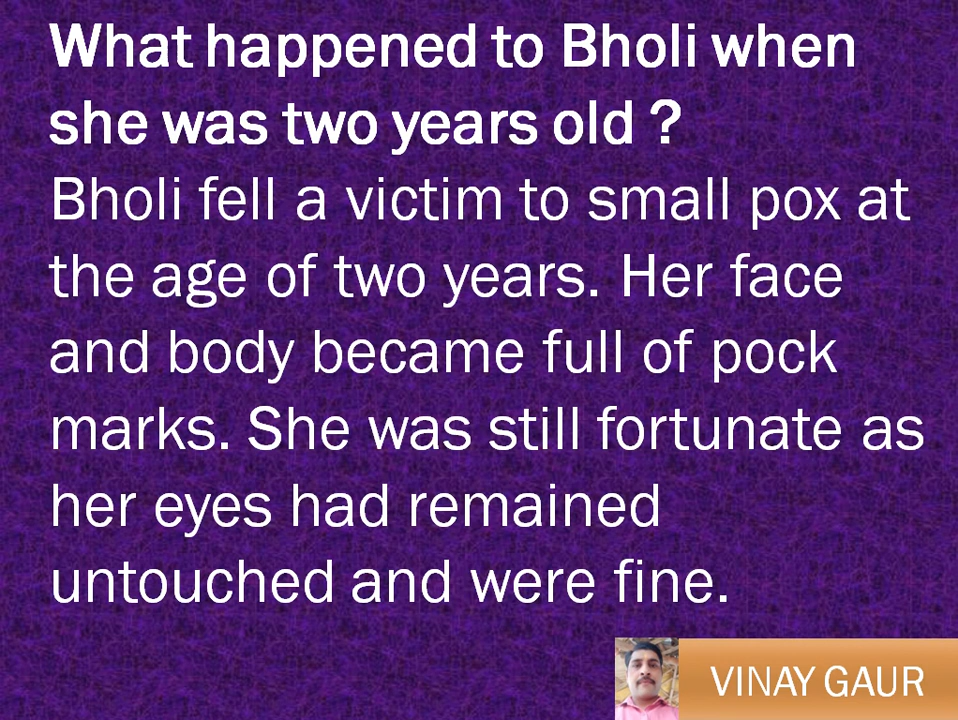 What happened to Bholi when
she was two years old ?
Bholi fell a victim to small pox at
the age of two years. Her face
and body became full of pock
marks. She was still fortunate as
her eyes had remained
untouched and were fine.
VINAY GAUR